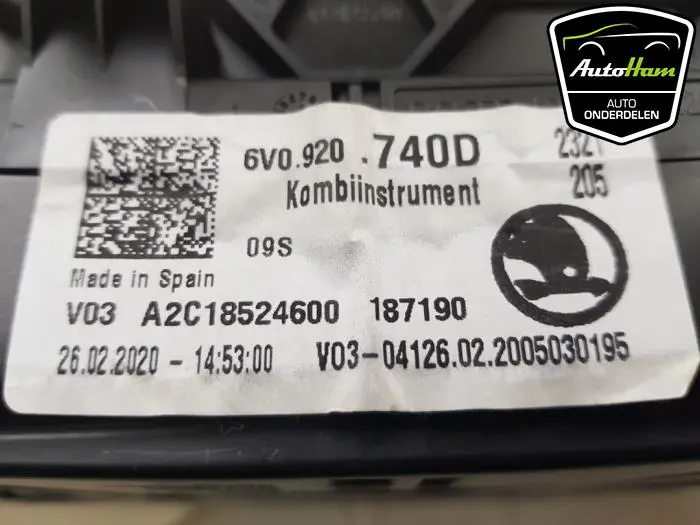 AutoHam
AUTO
ONDERDELEN
6V0.920 .740D
2321
Kombiinstrument
205
09S
Made in Spain
V03 A2C18524600 187190
26.02.2020 - 14:53:00 V03-04126.02.2005030195